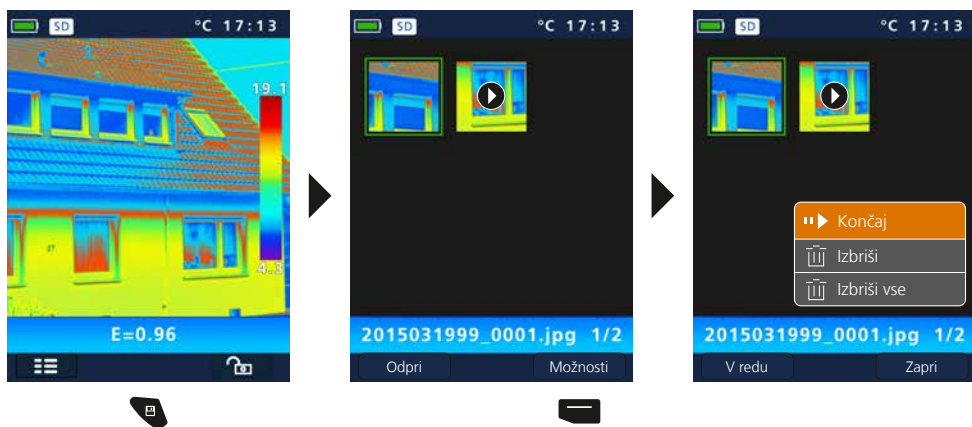 SD °C 17:13
19.1
4.3
E=0.96
SD °C 17:13
2015031999_0001.jpg 1/2
Odpri Možnosti
SD °C 17:13
Končaj
Izbriši
Izbriši vse
2015031999_0001.jpg 1/2
V redu Zapri